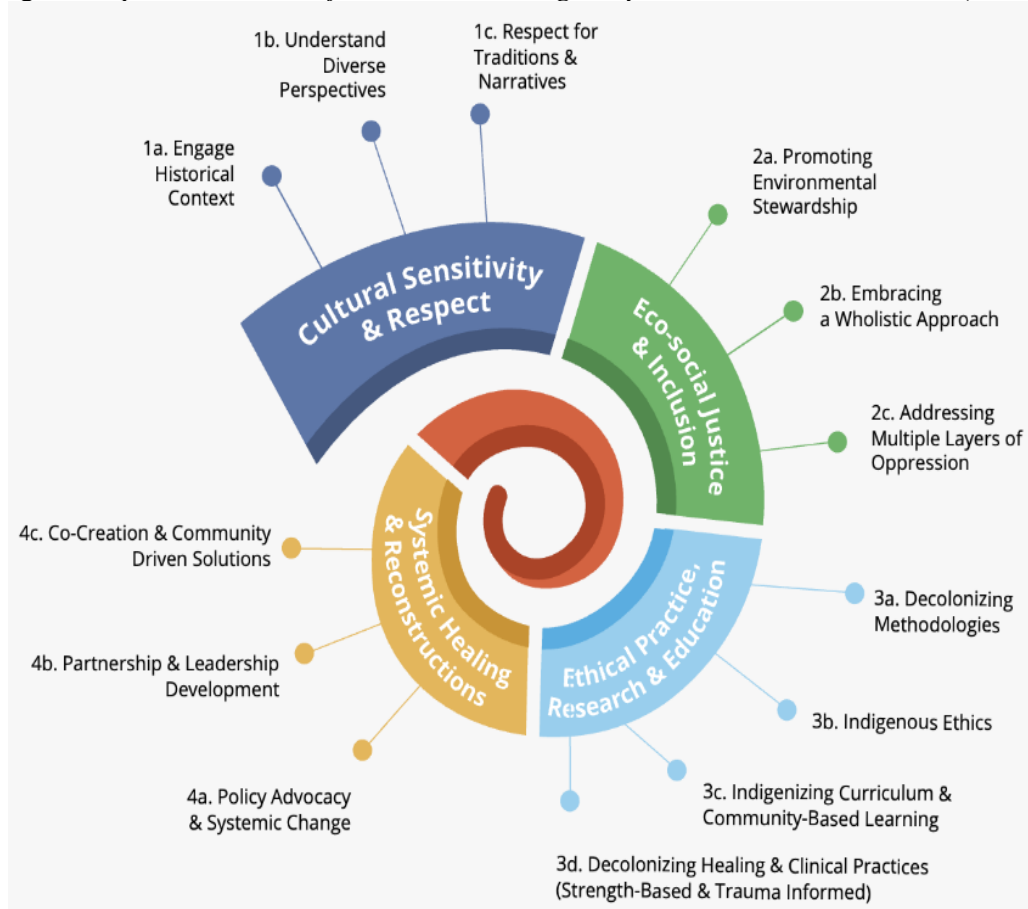 1a. Engage
Historical
Context
1b. Understand
Diverse
Perspectives
1c. Respect for
Traditions &
Narratives
Cultural Sensitivity
& Respect
2a. Promoting
Environmental
Stewardship
2b. Embracing
a Wholistic Approach
2c. Addressing
Multiple Layers of
Oppression
Eco-social Justice
& Inclusion
3a. Decolonizing
Methodologies
3b. Indigenous Ethics
3c. Indigenizing Curriculum &
Community-Based Learning
3d. Decolonizing Healing & Clinical Practices
(Strength-Based & Trauma Informed)
Ethical Practice,
Research & Education
4a. Policy Advocacy
& Systemic Change
4b. Partnership & Leadership
Development
4c. Co-Creation & Community
Driven Solutions
Systemic Healing
& Reconstructions